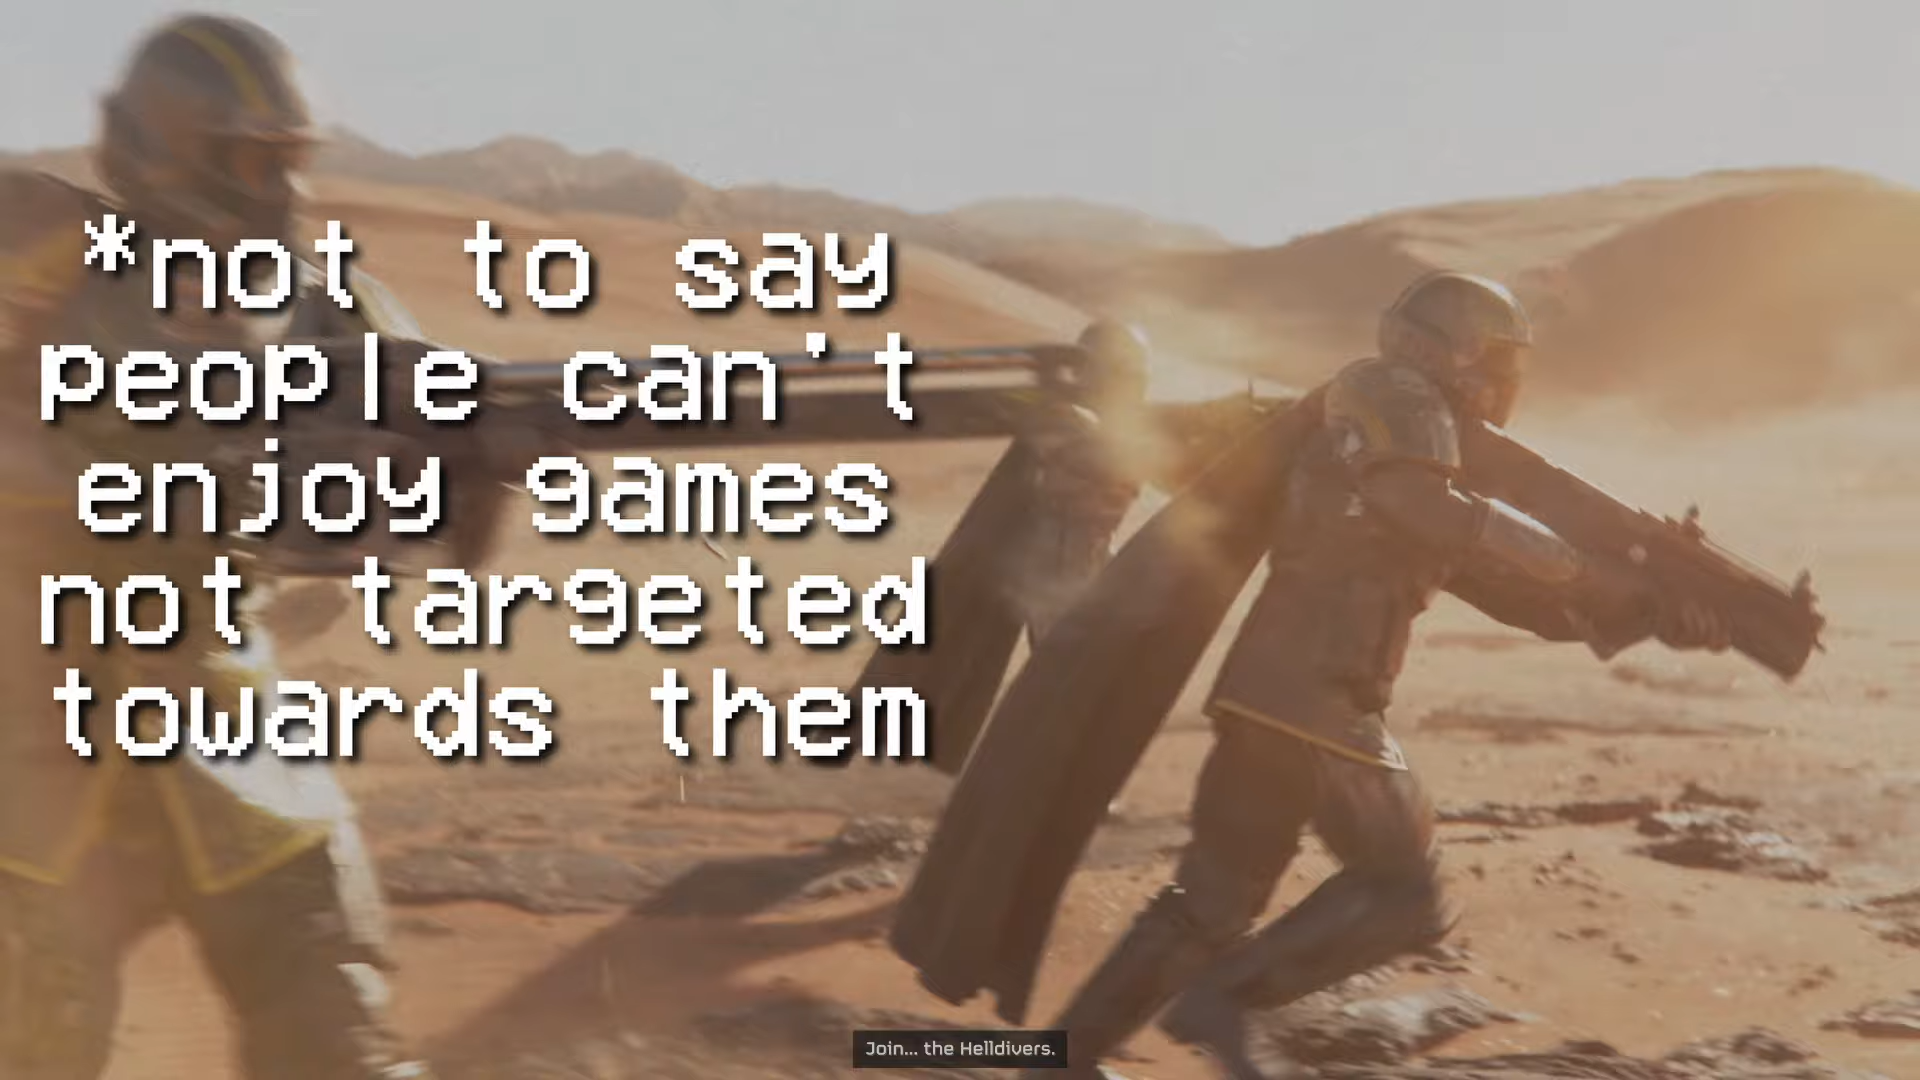 *not to say
people can't
enjoy games
not targeted
towards them
Join... the Helldivers.